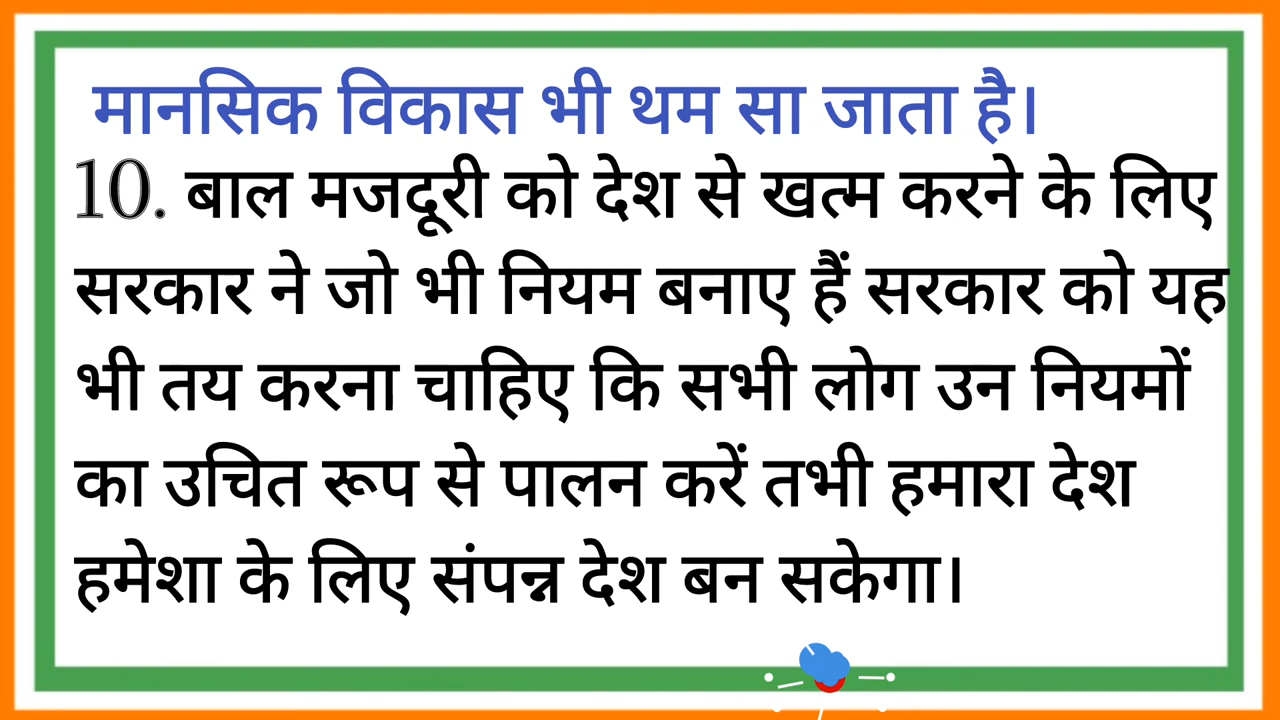 मानसिक विकास भी थम सा जाता है।
10. बाल मजदूरी को देश से खत्म करने के लिए
सरकार ने जो भी नियम बनाए हैं सरकार को यह
भी तय करना चाहिए कि सभी लोग उन नियमों
का उचित रूप से पालन करें तभी हमारा देश
हमेशा के लिए संपन्न देश बन सकेगा।